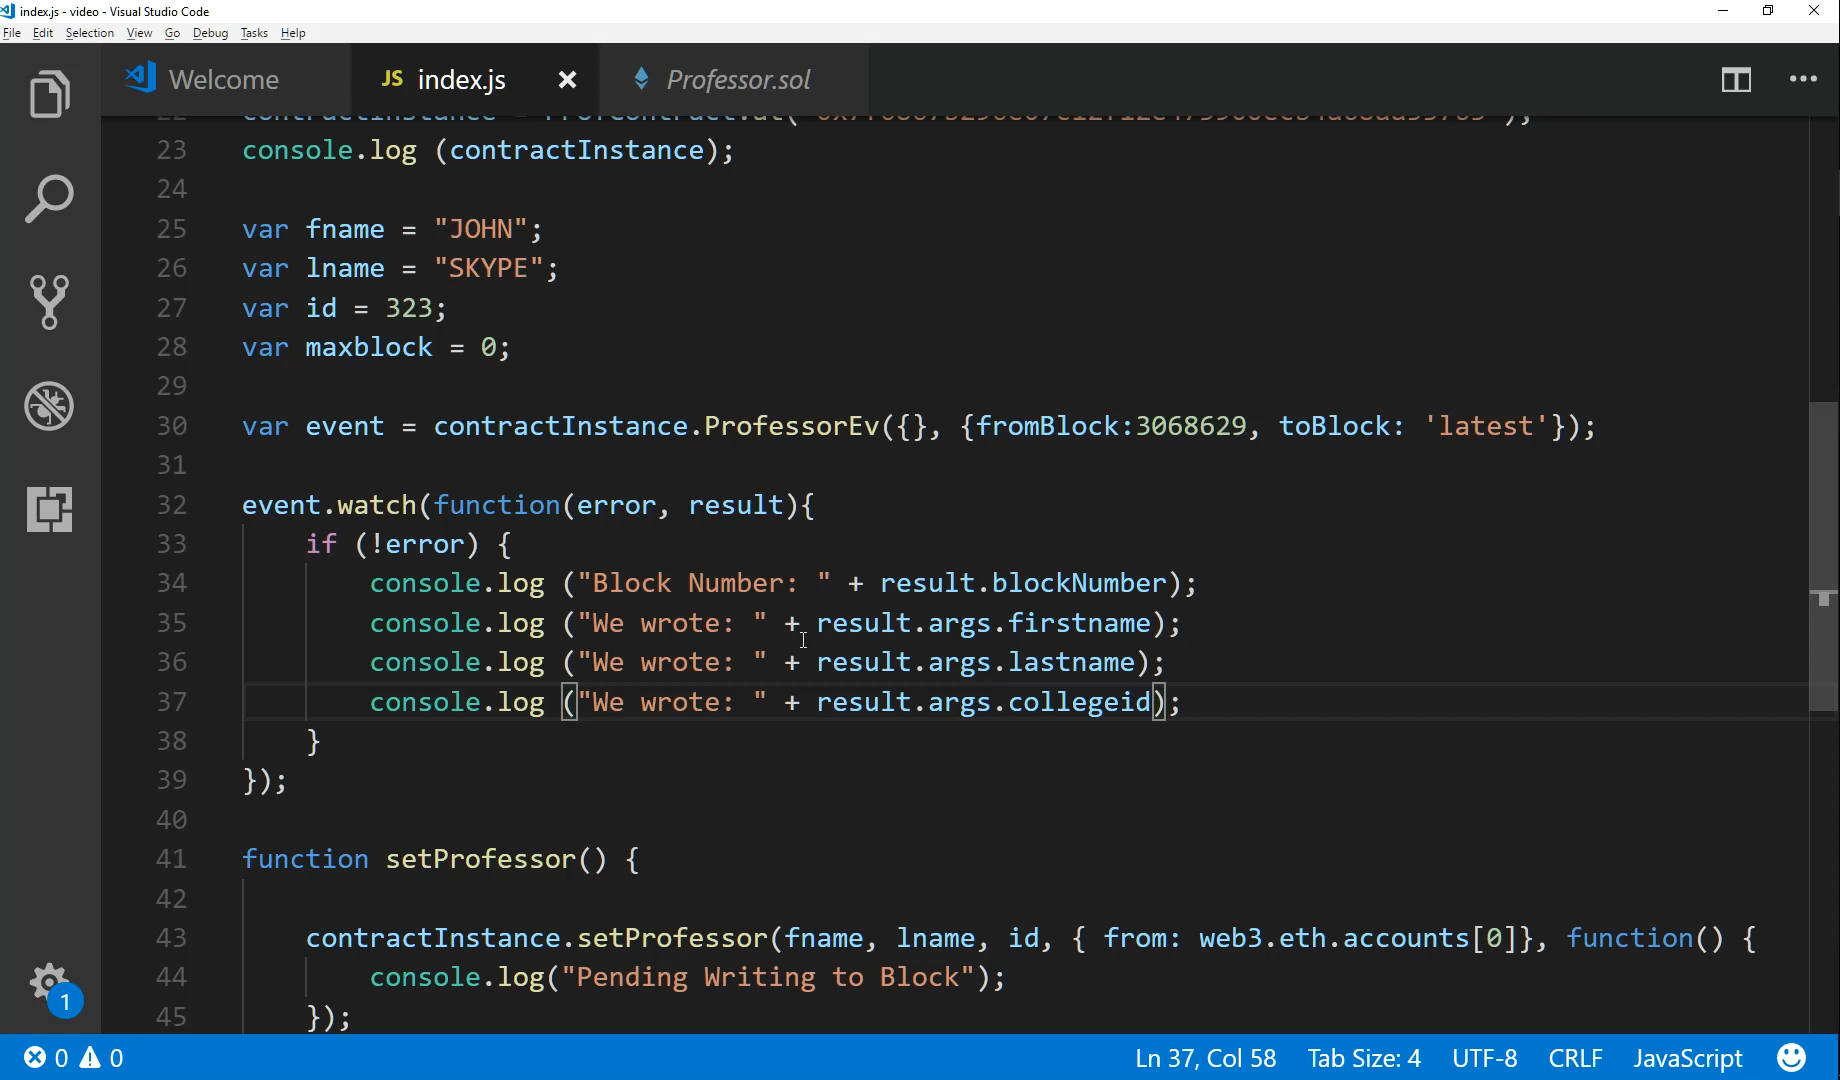 index.js - video - Visual Studio Code
File Edit Selection View Go Debug Tasks Help
Welcome JS index.js Professor.sol
23 console.log (contractInstance);
24
25 var fname = "JOHN";
26 var lname = "SKYPE";
27 var id = 323;
28 var maxblock = 0;
29
30 var event = contractInstance.ProfessorEv({}, {fromBlock:3068629, toBlock: 'latest'});
31
32 event.watch(function(error, result){
33 if (!error) {
34 console.log ("Block Number: " + result.blockNumber);
35 console.log ("We wrote: " + result.args.firstname);
36 console.log ("We wrote: " + result.args.lastname);
37 console.log ("We wrote: " + result.args.collegeid);
38 }
39 });
40
41 function setProfessor() {
42
43 contractInstance.setProfessor(fname, lname, id, { from: web3.eth.accounts[0]}, function() {
44 console.log("Pending Writing to Block");
45 });
1
0 0 Ln 37, Col 58 Tab Size: 4 UTF-8 CRLF JavaScript